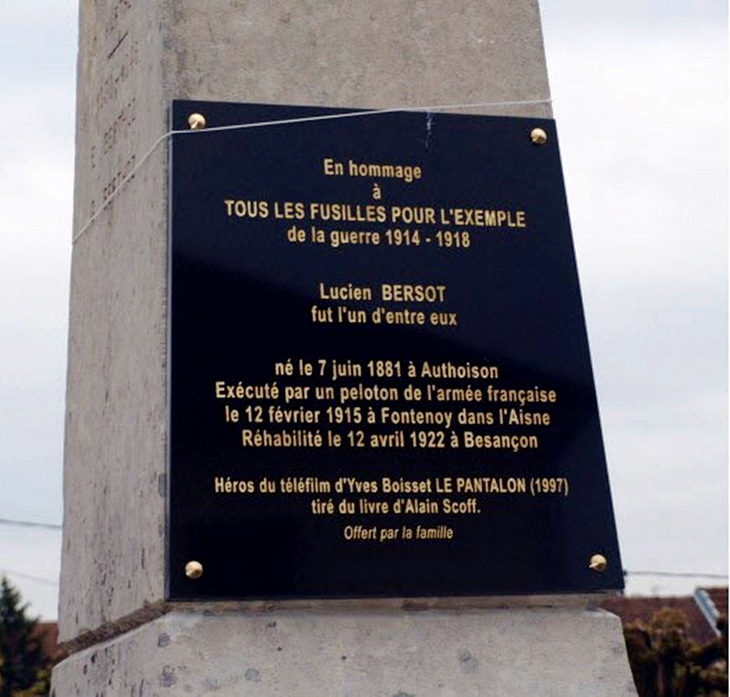 En hommage
à
TOUS LES FUSILLES POUR L'EXEMPLE
de la guerre 1914 - 1918
Lucien BERSOT
fut l'un d'entre eux
né le 7 juin 1881 à Authoison
Exécuté par un peloton de l'armée française
le 12 février 1915 à Fontenoy dans l'Aisne
Réhabilité le 12 avril 1922 à Besançon
Héros du téléfilm d'Yves Boisset LE PANTALON (1997)
tiré du livre d'Alain Scoff.
Offert par la famille